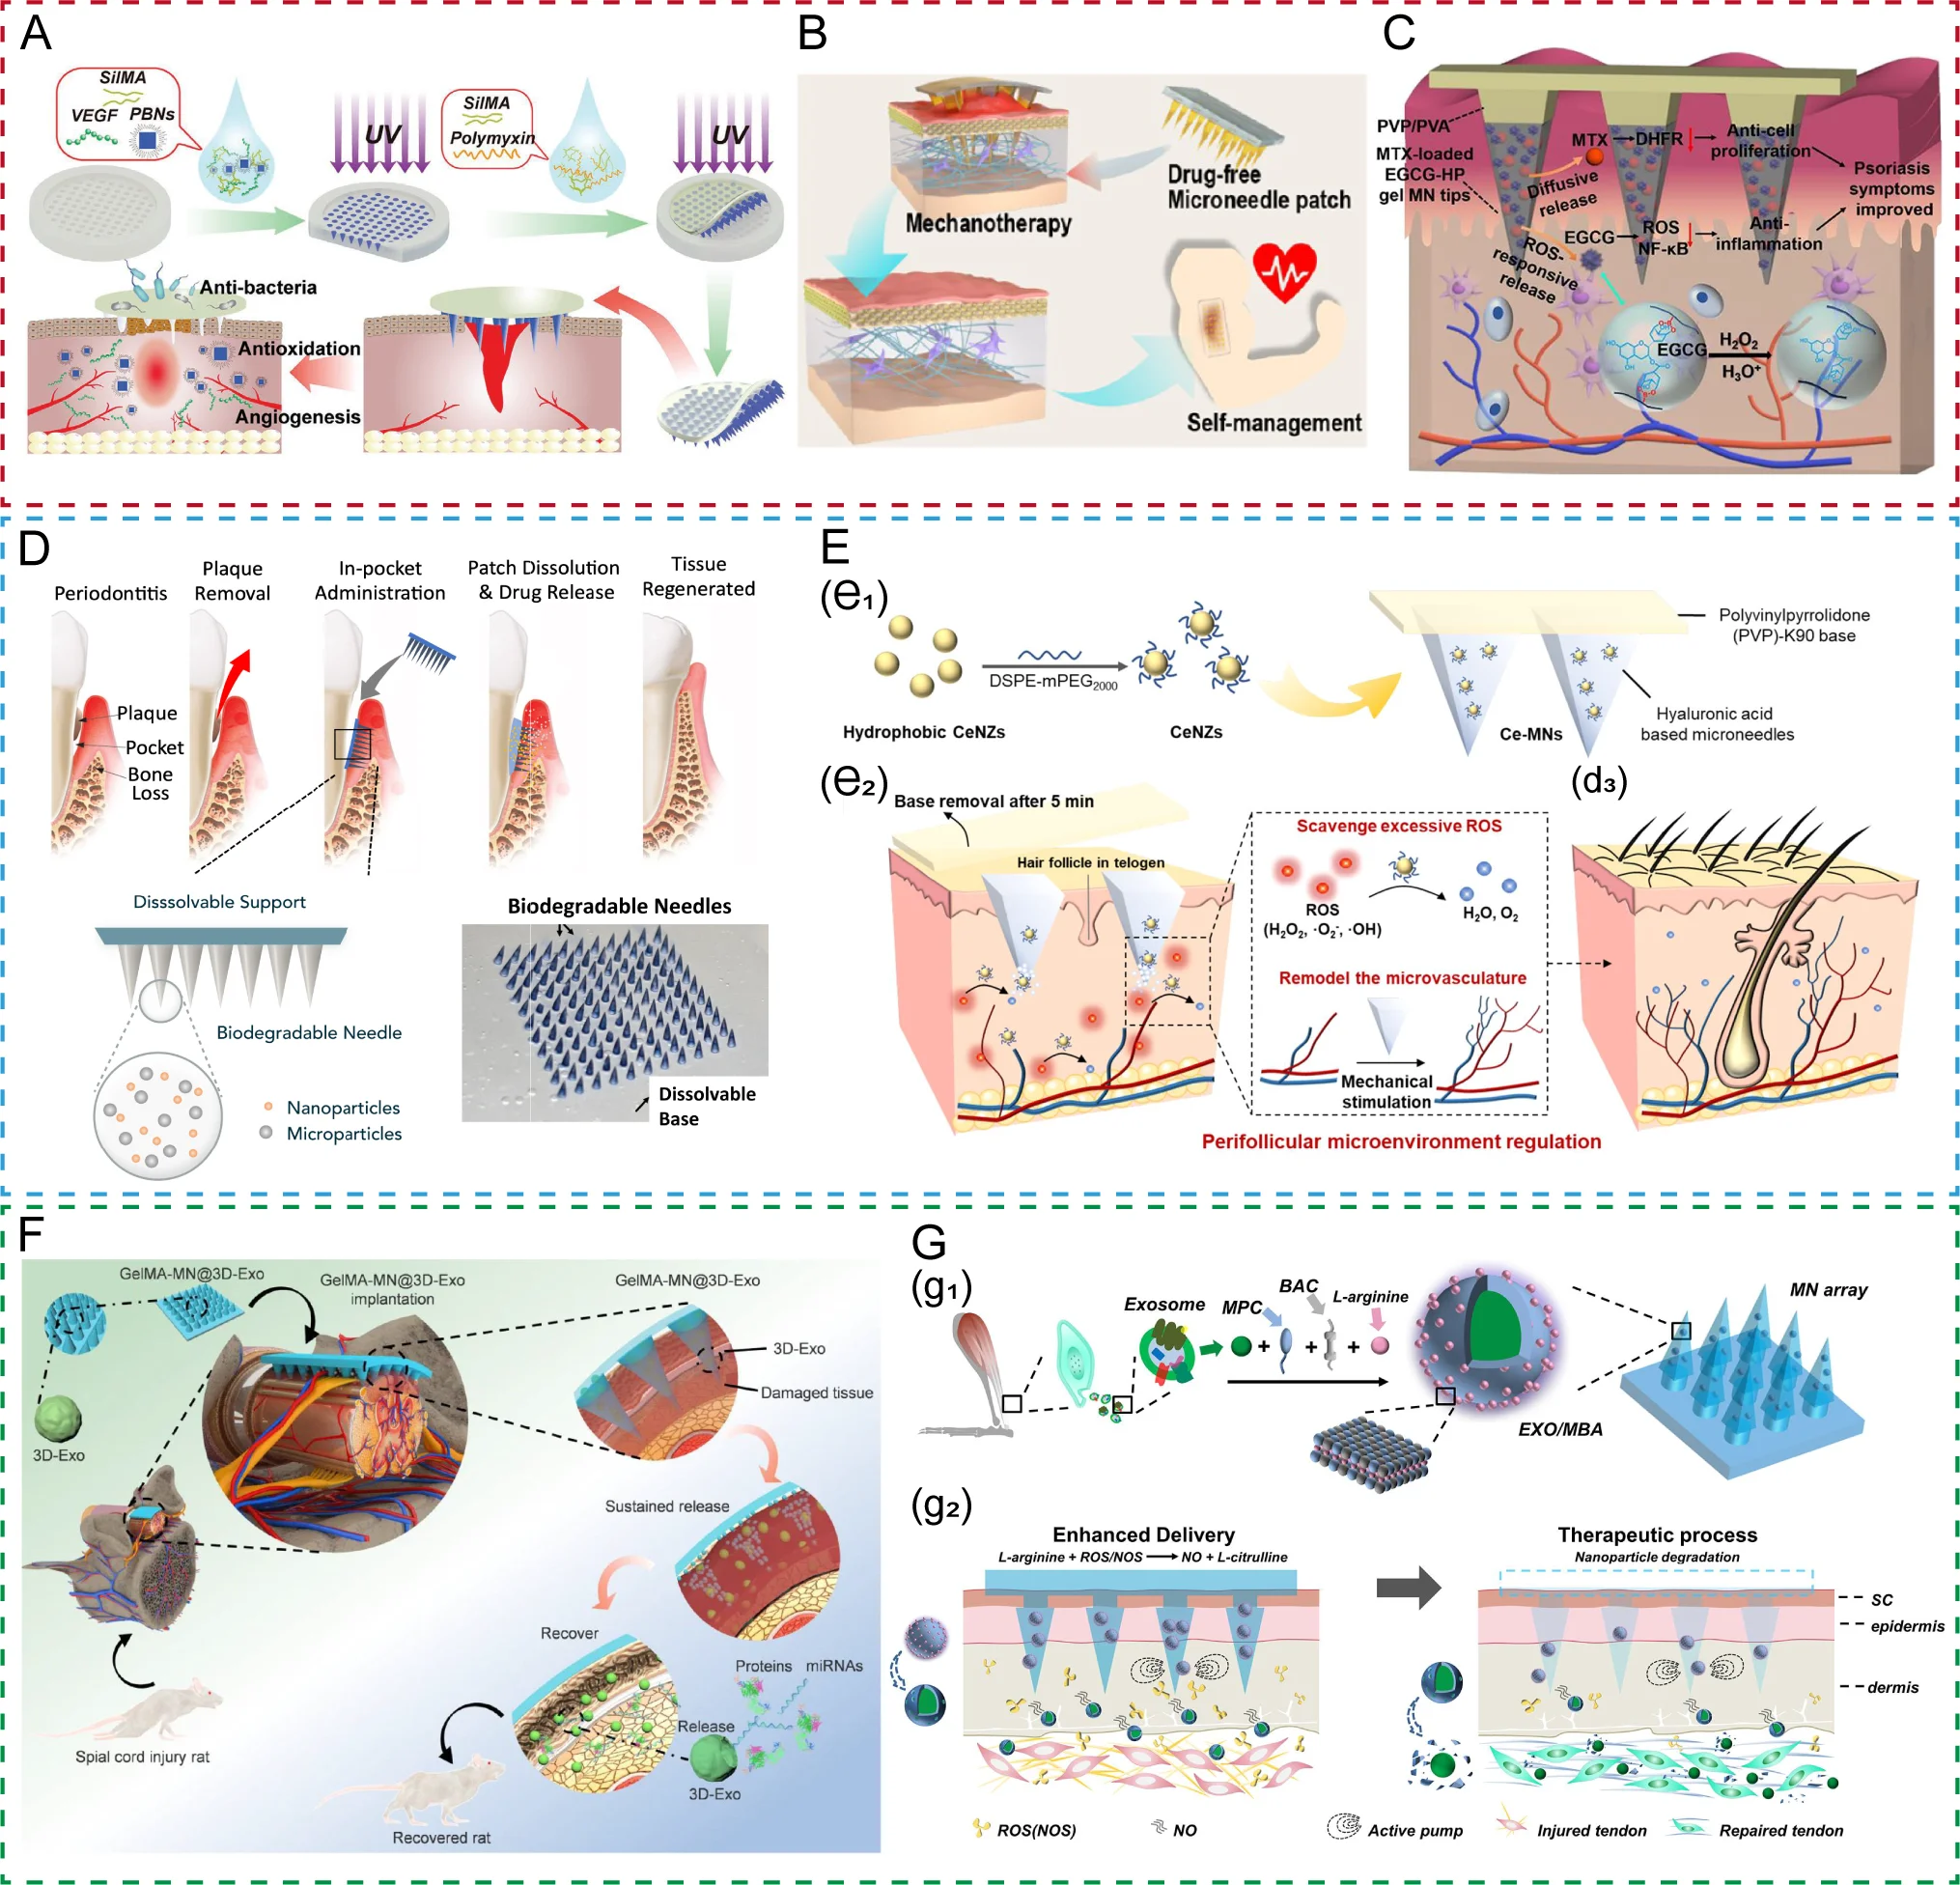 A
SilMA
VEGF PBNs
UV
SilMA
Polymyxin
UV
Anti-bacteria
Antioxidation
Angiogenesis
B
Drug-free
Microneedle patch
Mechanotherapy
Self-management
C
PVP/PVA
MTX-loaded
EGCG-HP
gel MN tips
MTX
DHFR
Anti-cell
proliferation
Diffusive
release
Psoriasis
symptoms
improved
EGCG
ROS
NF-κB
Anti-
inflammation
ROS-
responsive
release
EGCG
H₂O₂
H₃O⁺
D
Periodontitis
Plaque
Removal
In-pocket
Administration
Patch Dissolution
& Drug Release
Tissue
Regenerated
Plaque
Pocket
Bone
Loss
Disssolvable Support
Biodegradable Needle
Nanoparticles
Microparticles
Biodegradable Needles
Dissolvable
Base
E
(e₁)
DSPE-mPEG₂₀₀₀
Hydrophobic CeNZs
CeNZs
Ce-MNs
Polyvinylpyrrolidone
(PVP)-K90 base
Hyaluronic acid
based microneedles
(e₂)
Base removal after 5 min
Hair follicle in telogen
Scavenge excessive ROS
ROS
(H₂O₂, ·O₂⁻, ·OH)
H₂O, O₂
Remodel the microvasculature
Mechanical
stimulation
Perifollicular microenvironment regulation
(d₃)
F
GelMA-MN@3D-Exo
GelMA-MN@3D-Exo
implantation
GelMA-MN@3D-Exo
3D-Exo
Damaged tissue
3D-Exo
Sustained release
Recover
Proteins miRNAs
Release
3D-Exo
Spial cord injury rat
Recovered rat
G
(g₁)
Exosome
MPC
BAC
L-arginine
+ + +
EXO/MBA
MN array
(g₂)
Enhanced Delivery
L-arginine + ROS/NOS → NO + L-citrulline
Therapeutic process
Nanoparticle degradation
SC
epidermis
dermis
ROS(NOS)
NO
Active pump
Injured tendon
Repaired tendon